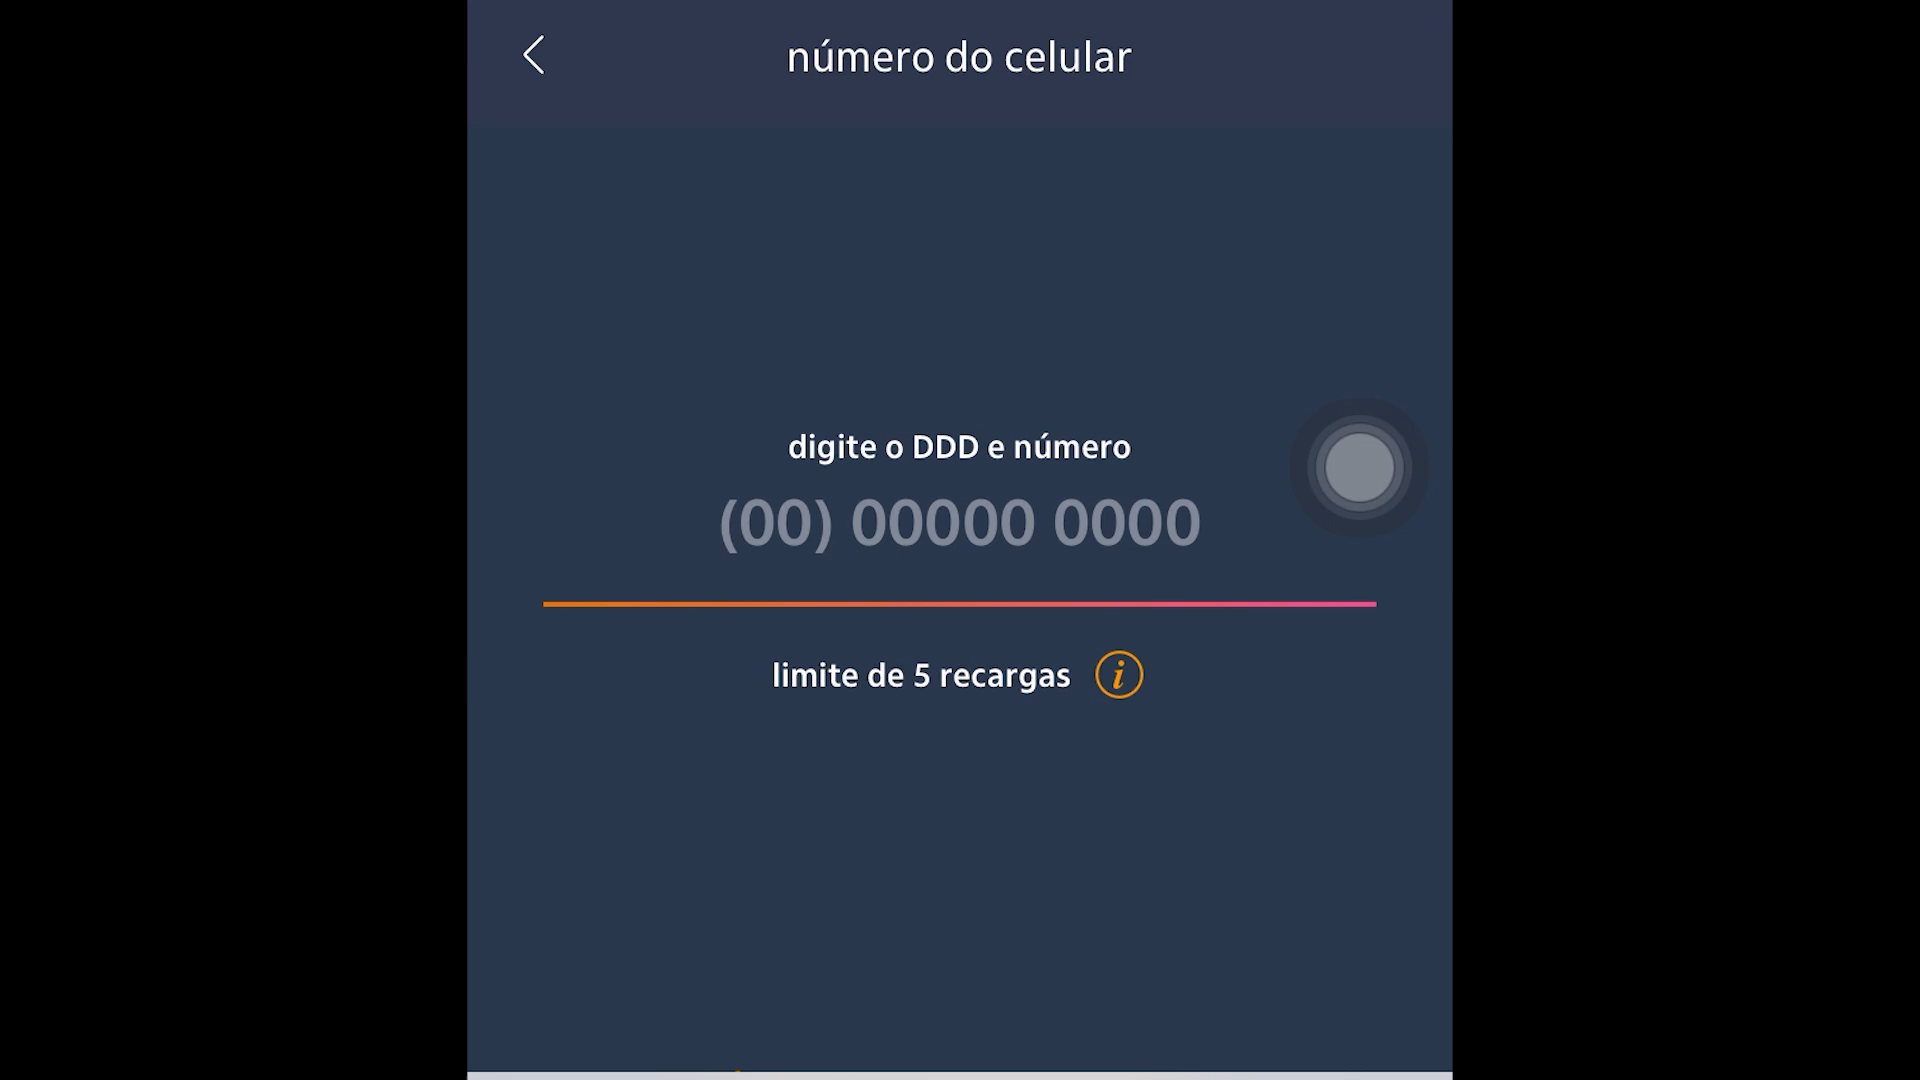 número do celular
digite o DDD e número
(00) 00000 0000
limite de 5 recargas i